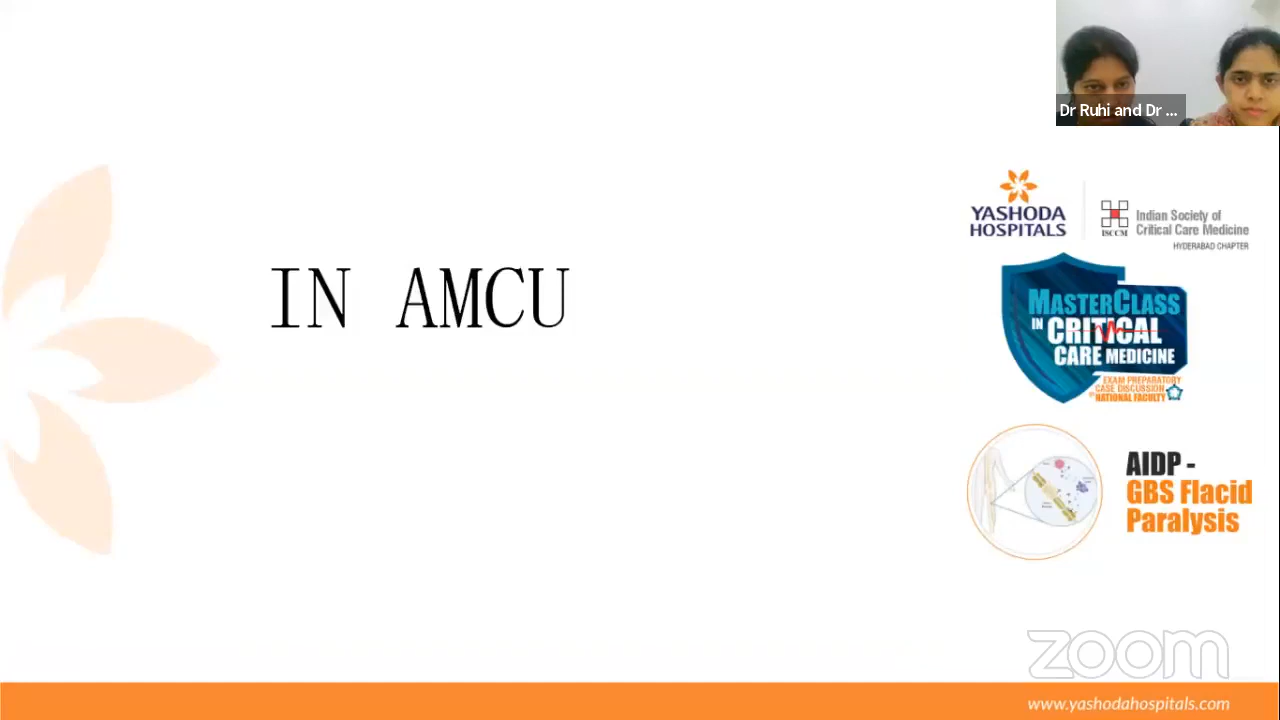 Dr Ruhi and Dr ...
YASHODA
HOSPITALS
ISCCM
Indian Society of
Critical Care Medicine
HYDERABAD CHAPTER
IN AMCU
MASTERCLASS
IN CRITICAL
CARE MEDICINE
EXAM PREPARATORY
CASE DISCUSSION
NATIONAL FACULTY
AIDP -
GBS Flacid
Paralysis
zoom
www.yashodahospitals.com